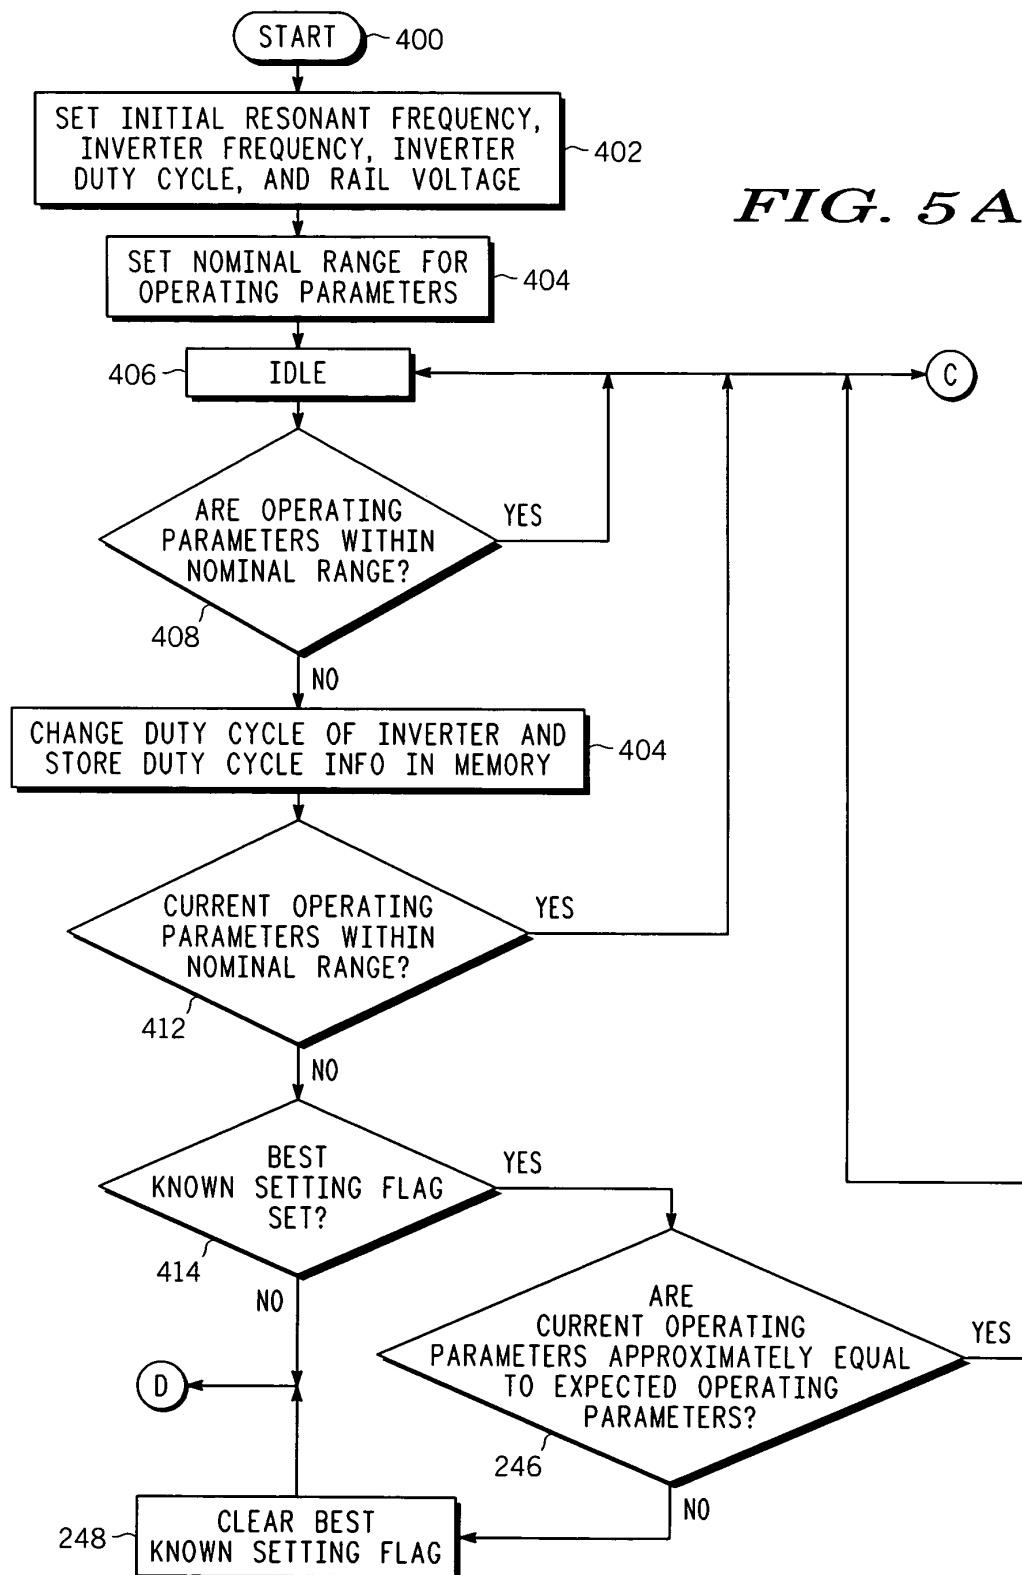 START
400
SET INITIAL RESONANT FREQUENCY,
INVERTER FREQUENCY, INVERTER
DUTY CYCLE, AND RAIL VOLTAGE
402
FIG. 5A
SET NOMINAL RANGE FOR
OPERATING PARAMETERS
404
406
IDLE
C
ARE OPERATING
PARAMETERS WITHIN
NOMINAL RANGE?
YES
408
NO
CHANGE DUTY CYCLE OF INVERTER AND
STORE DUTY CYCLE INFO IN MEMORY
404
CURRENT OPERATING
PARAMETERS WITHIN
NOMINAL RANGE?
YES
412
NO
BEST
KNOWN SETTING FLAG
SET?
YES
414
NO
ARE
CURRENT OPERATING
PARAMETERS APPROXIMATELY EQUAL
TO EXPECTED OPERATING
PARAMETERS?
YES
D
246
NO
248
CLEAR BEST
KNOWN SETTING FLAG